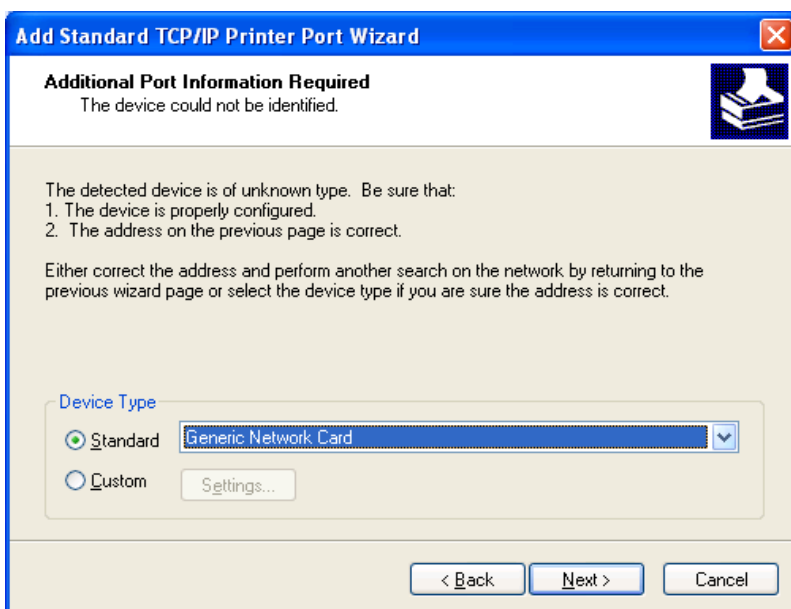 Add Standard TCP/IP Printer Port Wizard
Additional Port Information Required
The device could not be identified.
The detected device is of unknown type.  Be sure that:
1. The device is properly configured.
2.  The address on the previous page is correct.
Either correct the address and perform another search on the network by returning to the
previous wizard page or select the device type if you are sure the address is correct.
Device Type
Standard
Generic Network Card
Custom
Settings...
< Back
Next >
Cancel